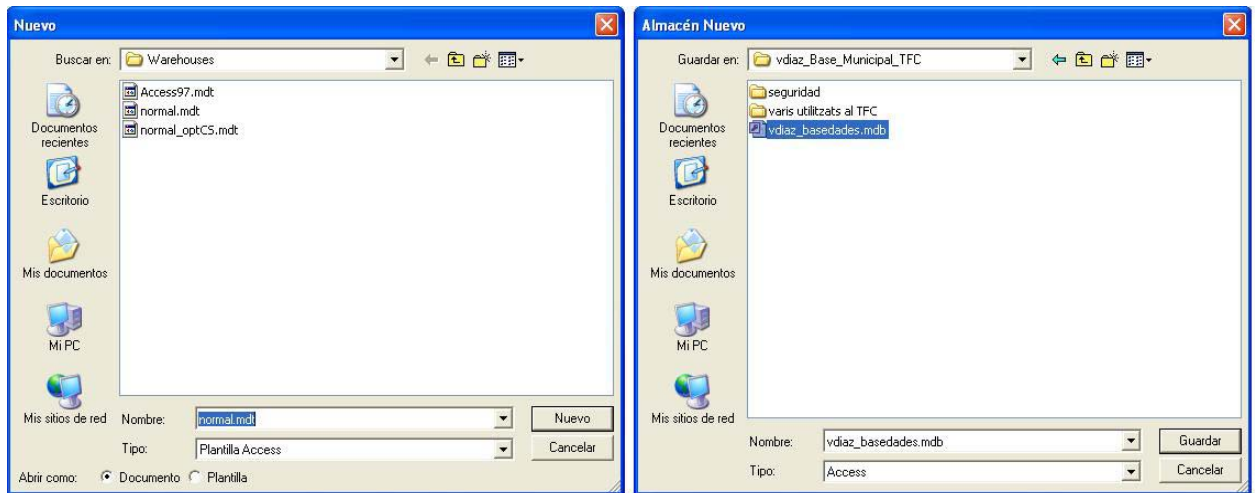 Nuevo
Buscar en: Warehouses
Access97.mdt
normal.mdt
normal_optCS.mdt
Documentos recientes
Escritorio
Mis documentos
Mi PC
Mis sitios de red
Nombre: normal.mdt Nuevo
Tipo: Plantilla Access Cancelar
Abrir como: Documento Plantilla
Almacén Nuevo
Guardar en: vdiaz_Base_Municipal_TFC
seguridad
varis utilitzats al TFC
vdiaz_basedades.mdb
Documentos recientes
Escritorio
Mis documentos
Mi PC
Mis sitios de red
Nombre: vdiaz_basedades.mdb Guardar
Tipo: Access Cancelar